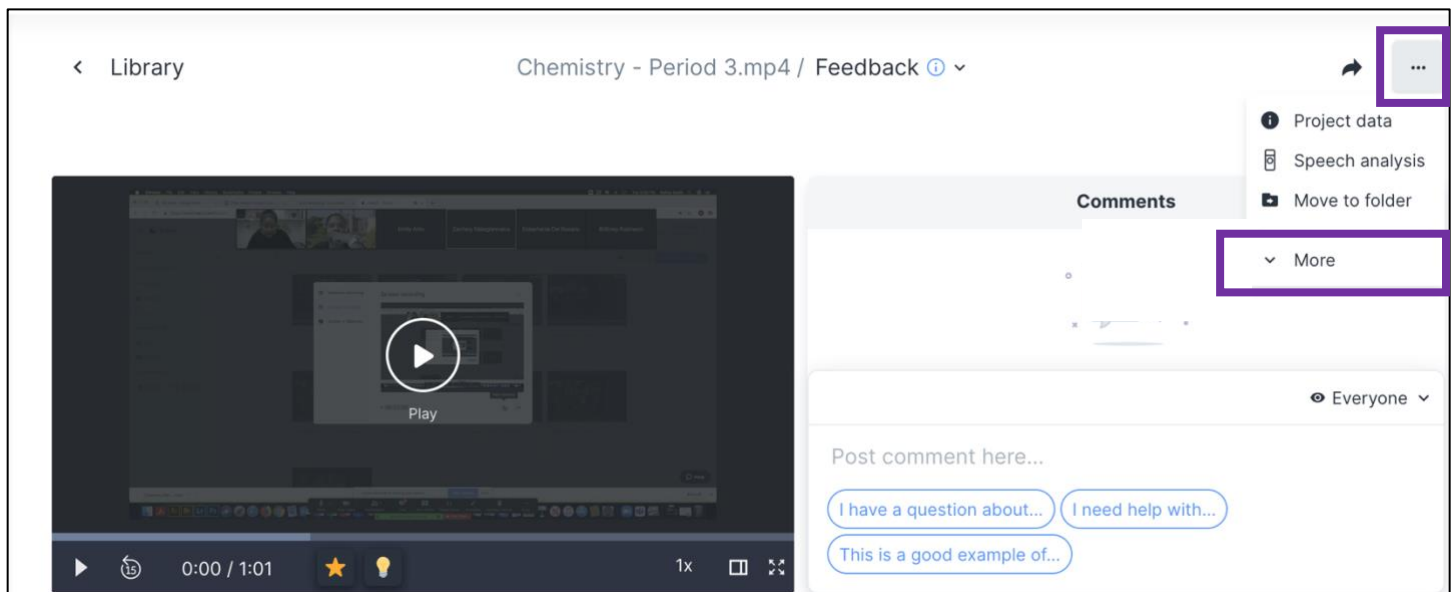 Library
Chemistry - Period 3.mp4 / Feedback
Project data
Speech analysis
Move to folder
More
Comments
Play
Everyone
Post comment here...
I have a question about...
I need help with...
This is a good example of...
15
0:00 / 1:01
1x